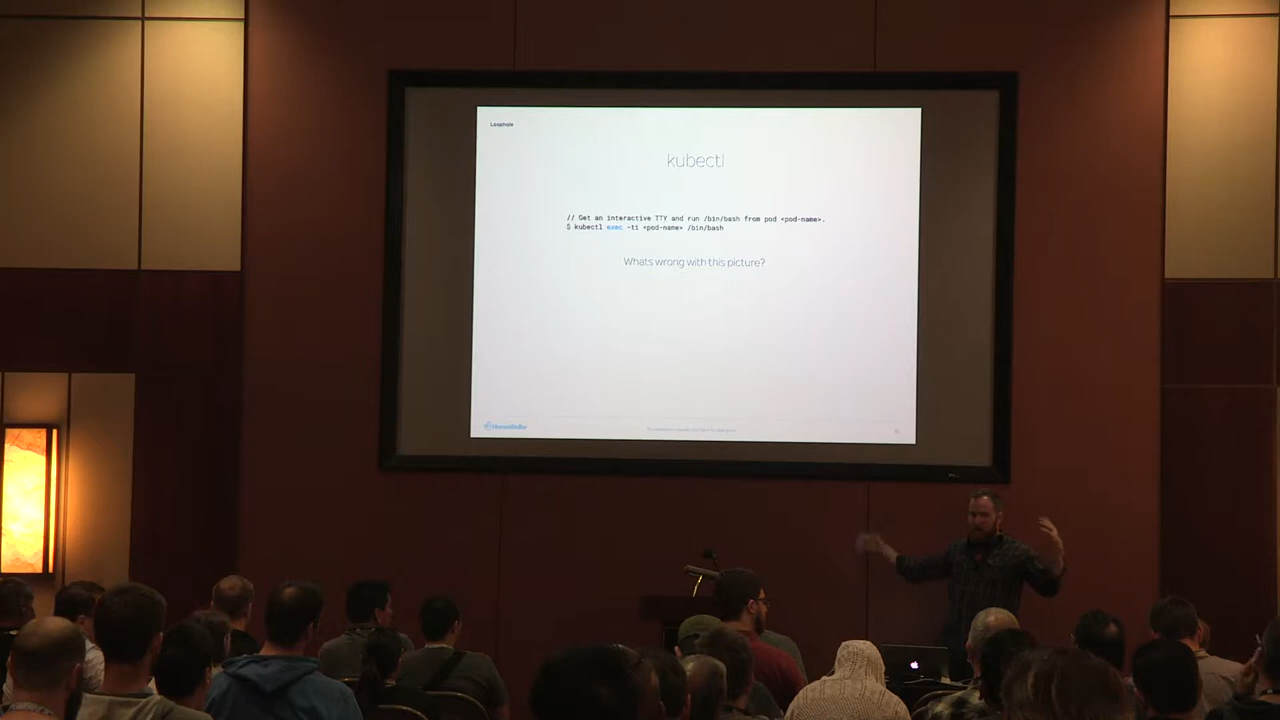 Loophole
kubectl
// Get an interactive TTY and run /bin/bash from pod <pod-name>.
$ kubectl exec -ti <pod-name> /bin/bash
Whats wrong with this picture?